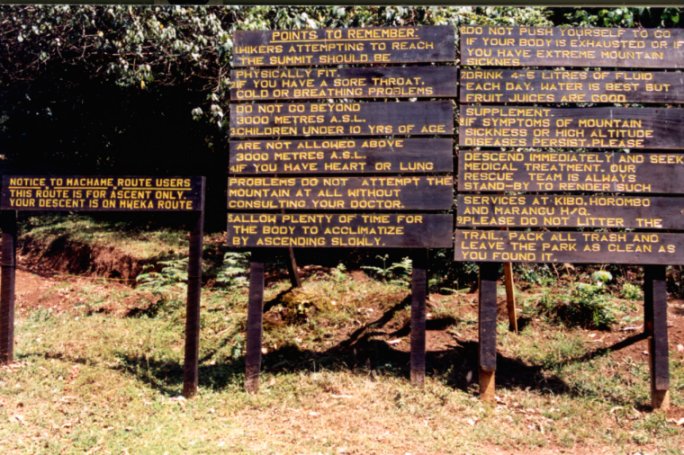 NOTICE TO MACHAME ROUTE USERS
THIS ROUTE IS FOR ASCENT ONLY.
YOUR DESCENT IS ON MWEKA ROUTE
POINTS TO REMEMBER.
HIKERS ATTEMPTING TO REACH
THE SUMMIT SHOULD BE
PHYSICALLY FIT.
IF YOU HAVE A SORE THROAT,
COLD OR BREATHING PROBLEMS
DO NOT GO BEYOND
3000 METRES A.S.L.
CHILDREN UNDER 10 YRS OF AGE
ARE NOT ALLOWED ABOVE
3000 METRES A.S.L.
IF YOU HAVE HEART OR LUNG
PROBLEMS DO NOT ATTEMPT THE
MOUNTAIN AT ALL WITHOUT
CONSULTING YOUR DOCTOR.
ALLOW PLENTY OF TIME FOR
THE BODY TO ACCLIMATIZE
BY ASCENDING SLOWLY.
DO NOT PUSH YOURSELF TO GO
IF YOUR BODY IS EXHAUSTED OR IF
YOU HAVE EXTREME MOUNTAIN
SICKNESS.
DRINK 4-5 LITRES OF FLUID
EACH DAY, WATER IS BEST BUT
FRUIT JUICES ARE GOOD
SUPPLEMENT.
IF SYMPTOMS OF MOUNTAIN
SICKNESS OR HIGH ALTITUDE
DISEASES PERSIST, PLEASE
DESCEND IMMEDIATELY AND SEEK
MEDICAL TREATMENT. OUR
RESCUE TEAM IS ALWAYS
STAND-BY TO RENDER SUCH
SERVICES AT KIBO, HOROMBO
AND MARANGU H/Q.
PLEASE DO NOT LITTER THE
TRAIL. PACK ALL TRASH AND
LEAVE THE PARK AS CLEAN AS
YOU FOUND IT.